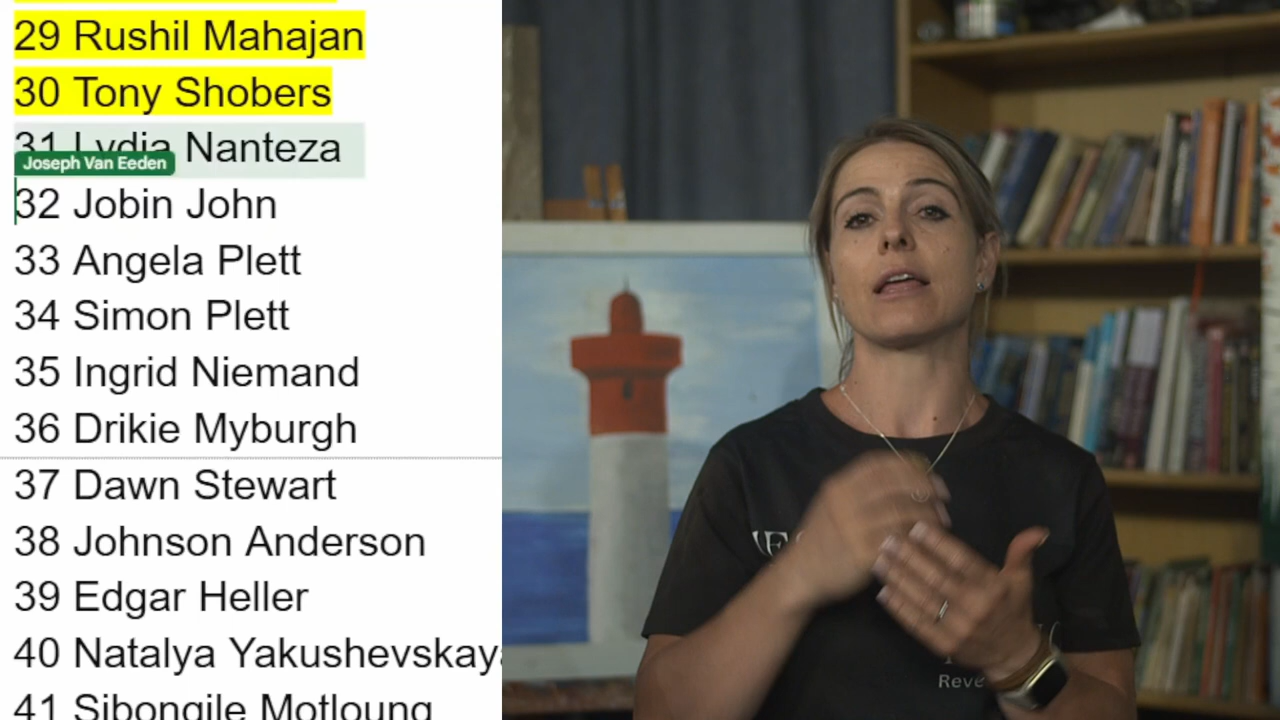 29 Rushil Mahajan
30 Tony Shobers
31 Lydia Nanteza
Joseph Van Eeden
32 Jobin John
33 Angela Plett
34 Simon Plett
35 Ingrid Niemand
36 Drikie Myburgh
37 Dawn Stewart
38 Johnson Anderson
39 Edgar Heller
40 Natalya Yakushevskaya
41 Sibongile Motloung
Reve